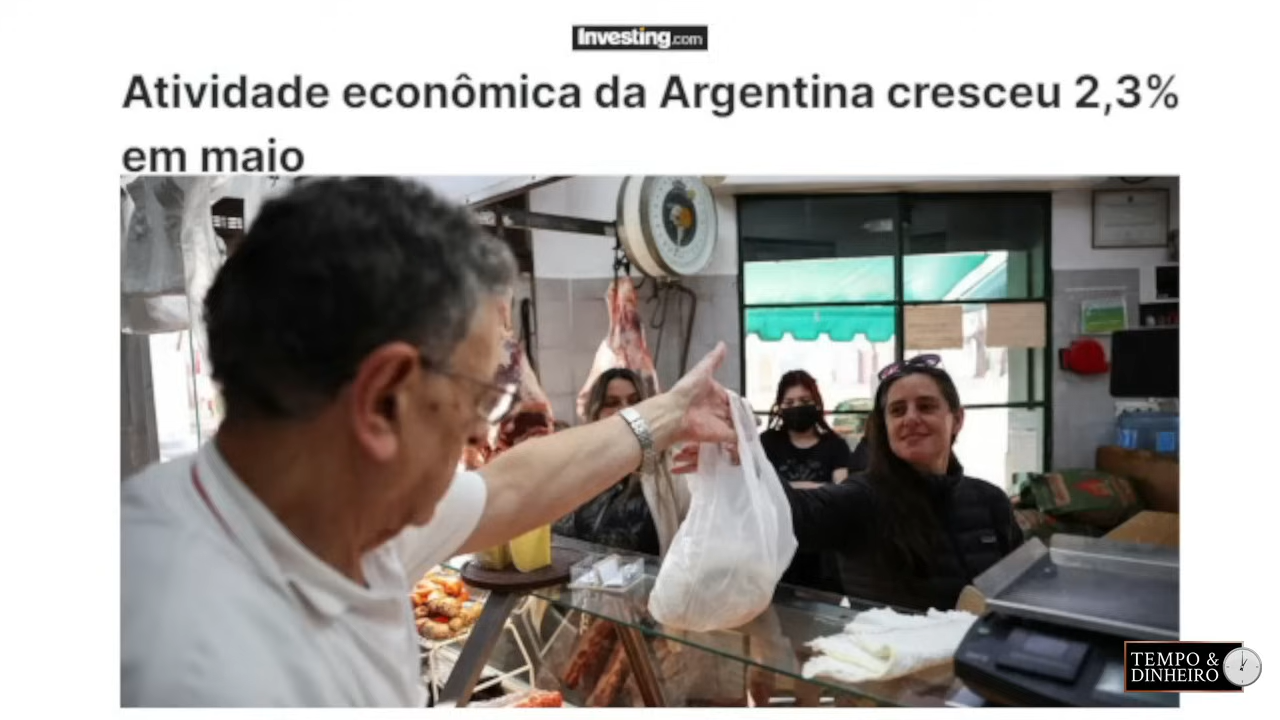 Investing.com
Atividade econômica da Argentina cresceu 2,3%
em maio
TEMPO &
DINHEIRO